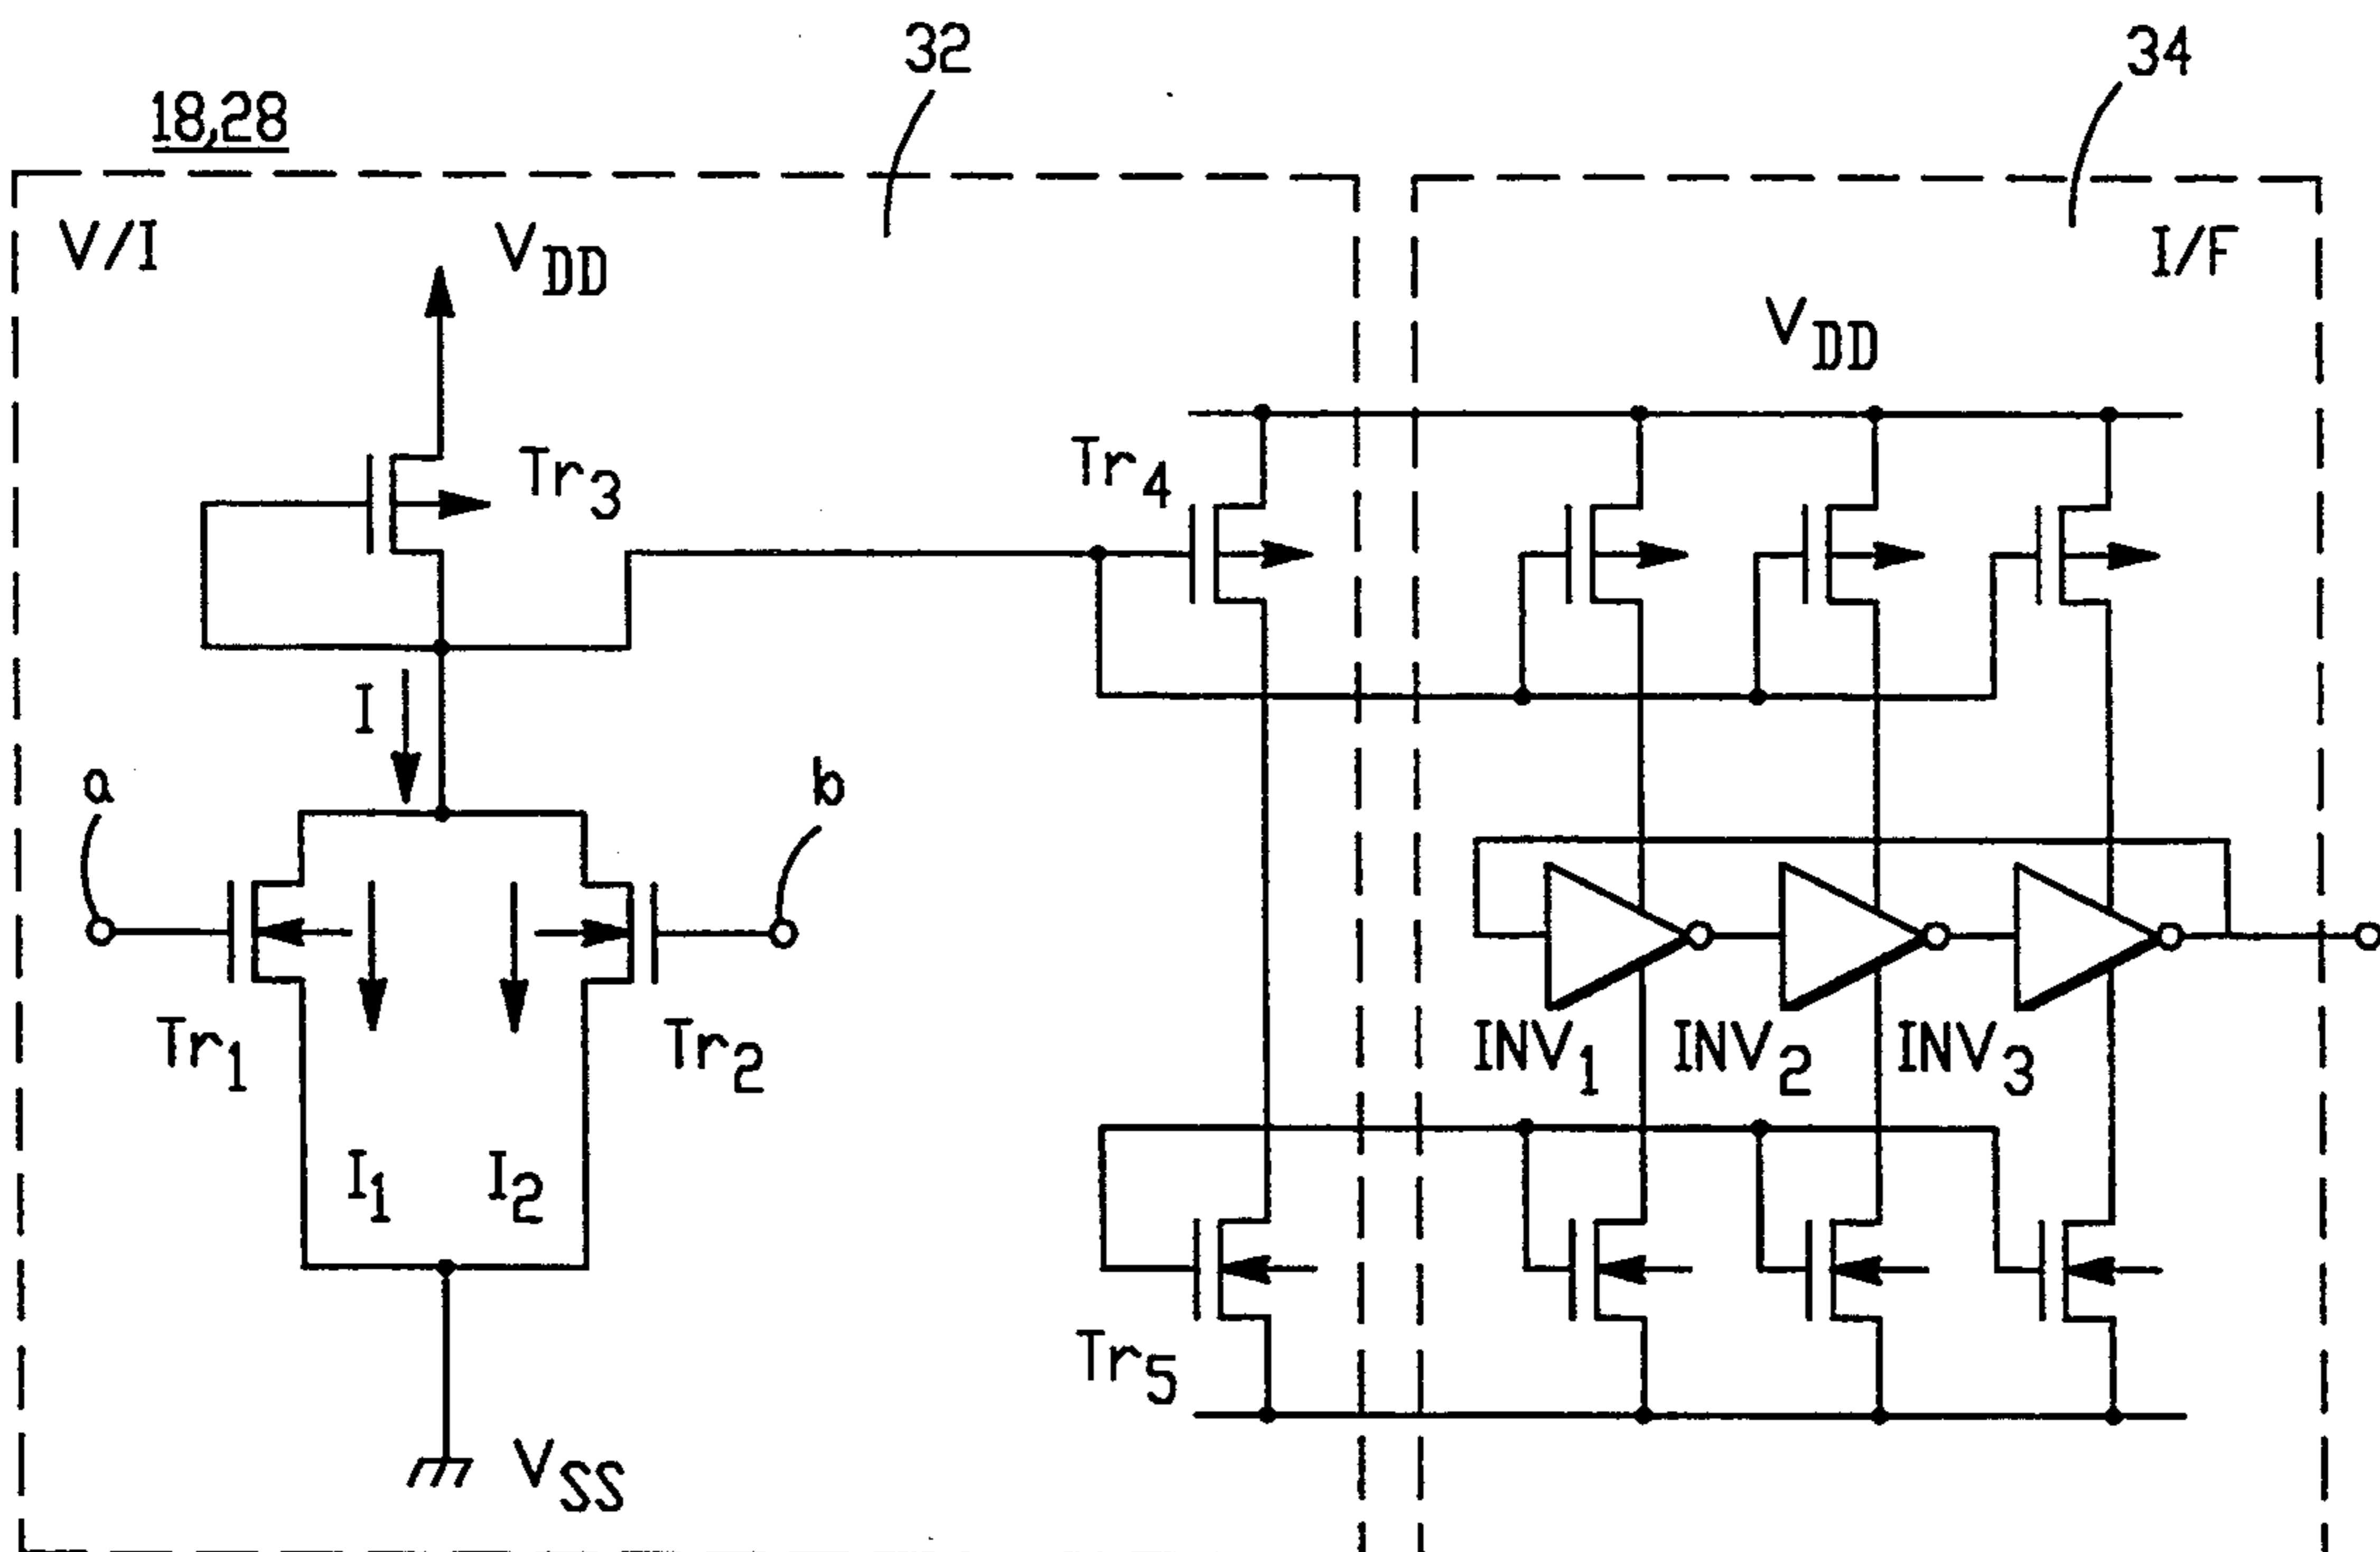 32
34
18,28
V/I
VDD
I/F
VDD
Tr3
Tr4
I
a
b
Tr1
Tr2
INV1
INV2
INV3
I1
I2
Tr5
VSS